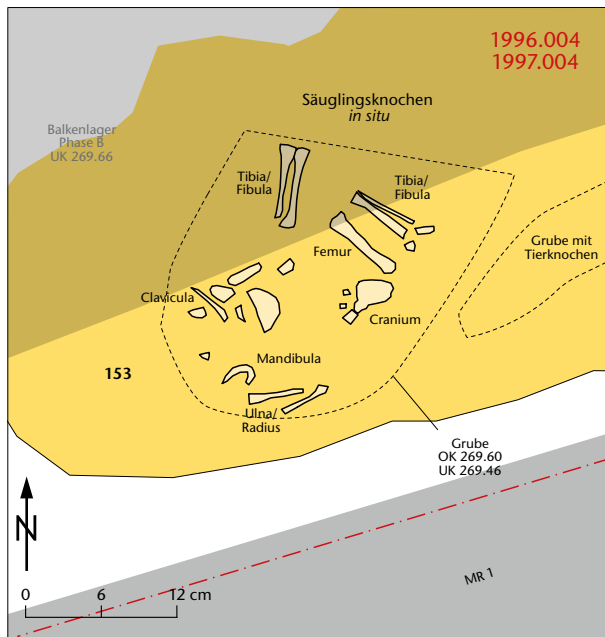 1996.004
1997.004
Säuglingsknochen
in situ
Balkenlager
Phase B
UK 269.66
Tibia/
Fibula
Tibia/
Fibula
Femur
Grube mit
Tierknochen
Clavicula
Cranium
Mandibula
153
Ulna/
Radius
Grube
OK 269.60
UK 269.46
N
MR 1
0 6 12 cm